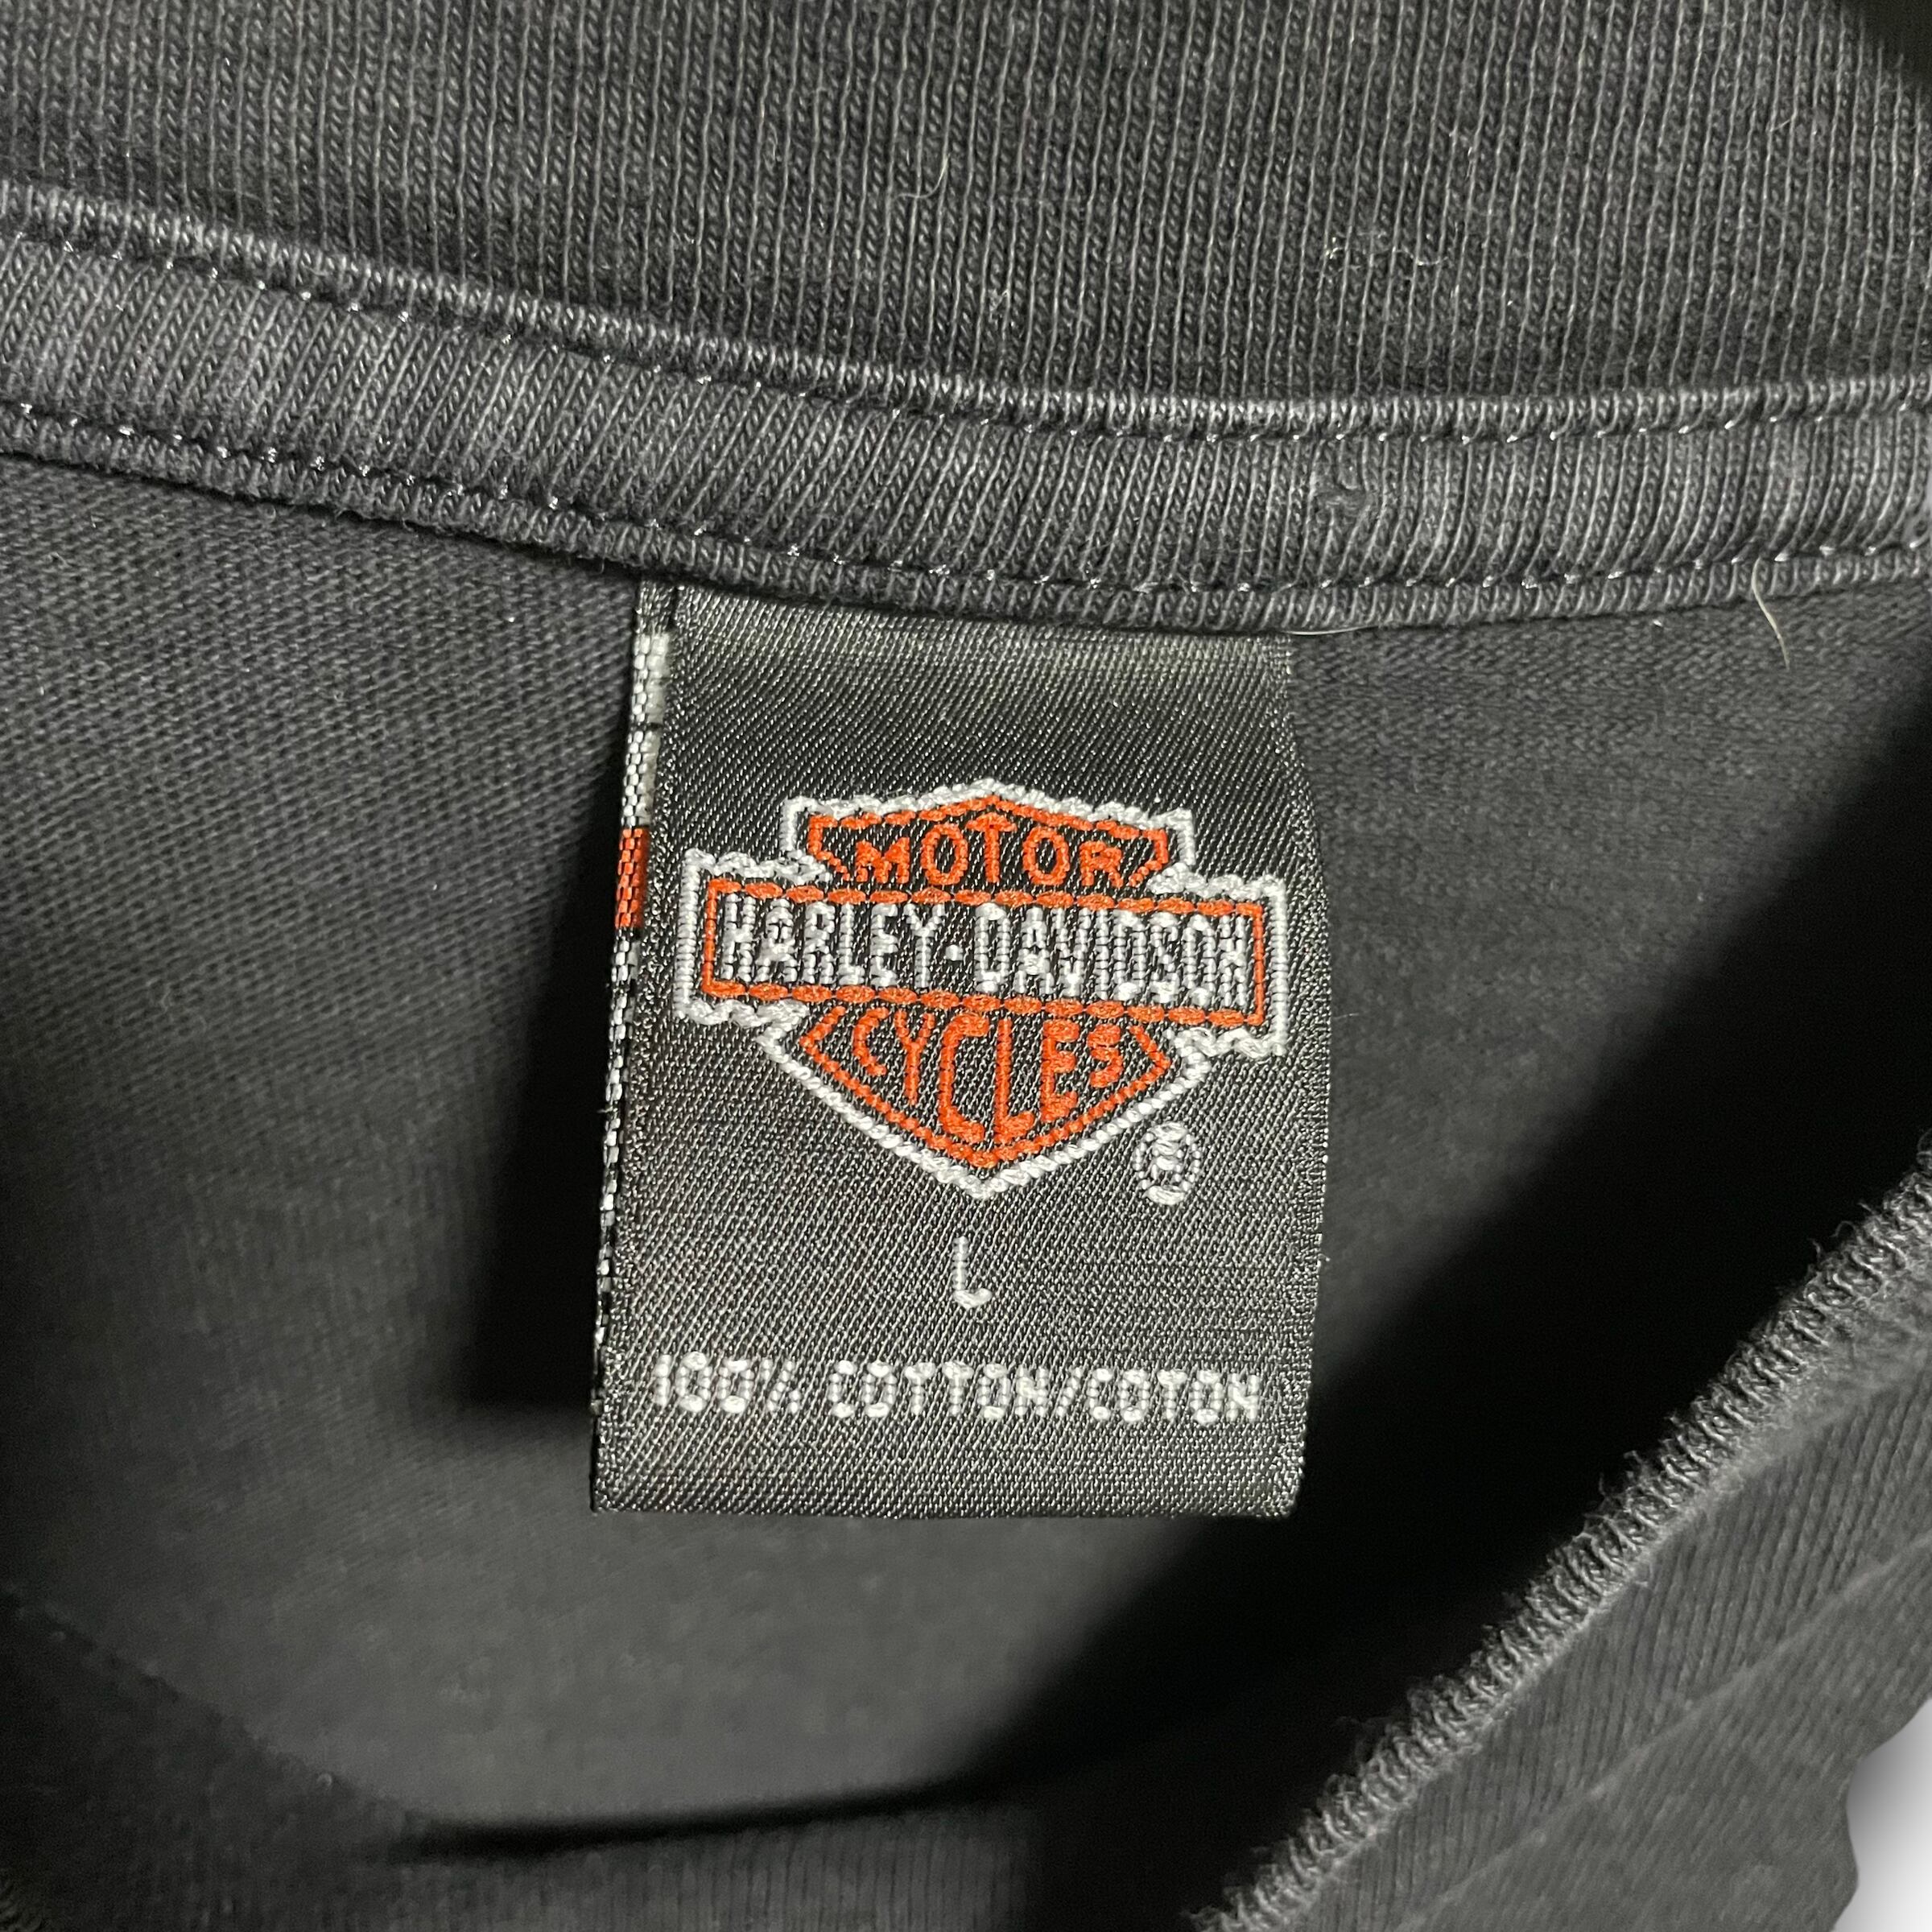 MOTOR
HARLEY-DAVIDSON
CYCLES
®
L
100% COTTON/COTON